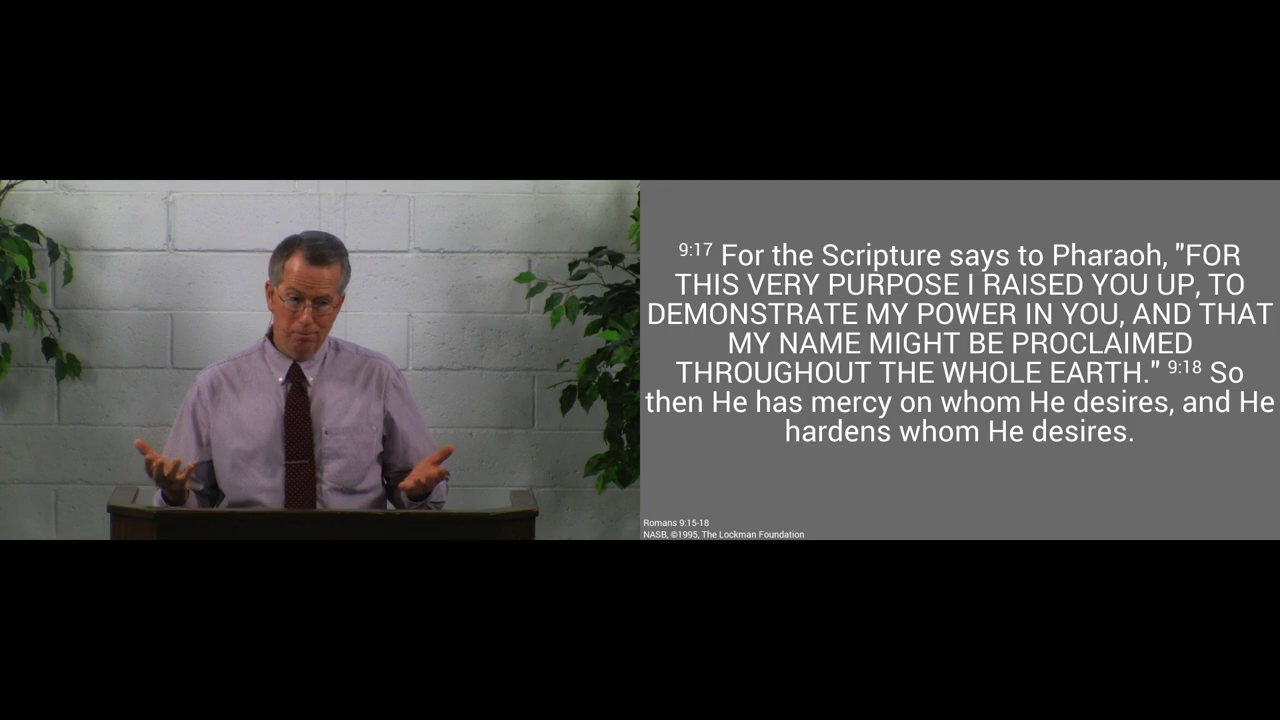 9:17 For the Scripture says to Pharaoh, "FOR
THIS VERY PURPOSE I RAISED YOU UP, TO
DEMONSTRATE MY POWER IN YOU, AND THAT
MY NAME MIGHT BE PROCLAIMED
THROUGHOUT THE WHOLE EARTH." 9:18 So
then He has mercy on whom He desires, and He
hardens whom He desires.
Romans 9:15-18
NASB, ©1995, The Lockman Foundation